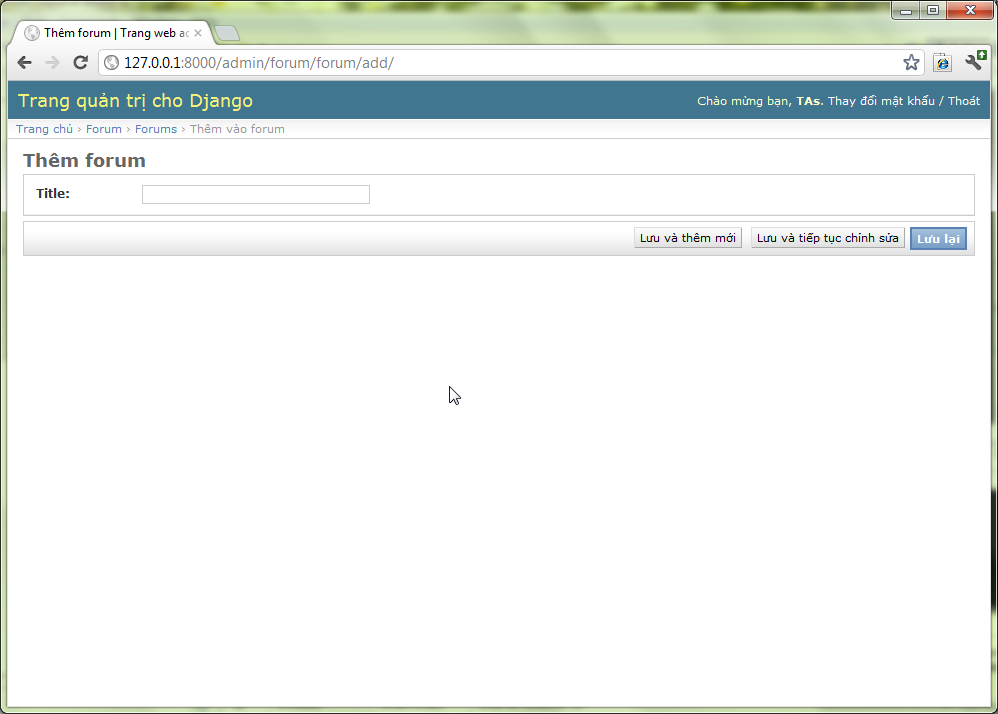 Thêm forum | Trang web ad
127.0.0.1:8000/admin/forum/forum/add/
Trang quản trị cho Django
Chào mừng bạn, TAs. Thay đổi mật khẩu / Thoát
Trang chủ › Forum › Forums › Thêm vào forum
Thêm forum
Title:
Lưu và thêm mới
Lưu và tiếp tục chỉnh sửa
Lưu lại